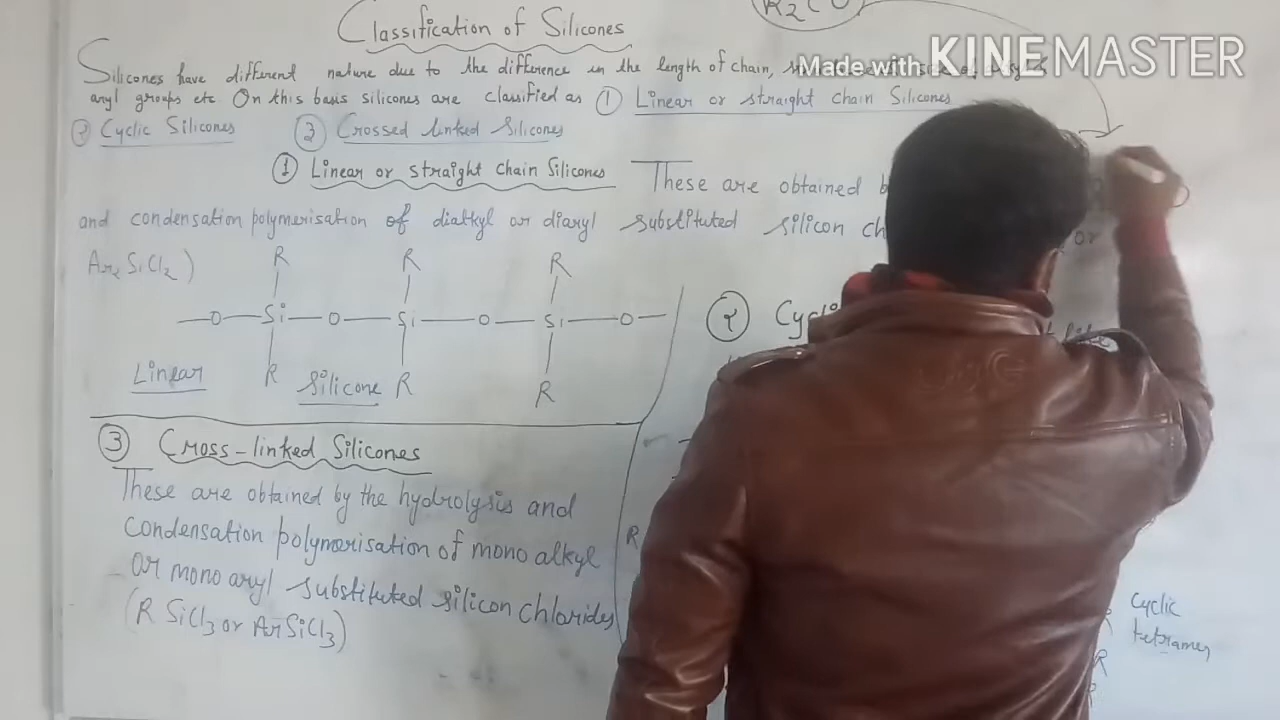 Classification of Silicones
R2CO
Made with KINEMASTER
Silicones have different nature due to the difference in the length of chain,
aryl groups etc. On this basis silicones are classified as ① Linear or straight chain Silicones
② Cyclic Silicones ③ Crossed linked Silicones
① Linear or straight chain Silicones These are obtained
and condensation polymerisation of dialkyl or diaryl substituted silicon or
Ar2 SiCl2)
R R R
—O—Si—O—Si—O—Si—O—
R R R
Linear Silicone
②
③ Cross-linked Silicones
These are obtained by the hydrolysis and
condensation polymerisation of mono alkyl
or mono aryl substituted silicon chlorides
(R SiCl3 or ArSiCl3)
R
Cyclic
tetramer
R
R
R